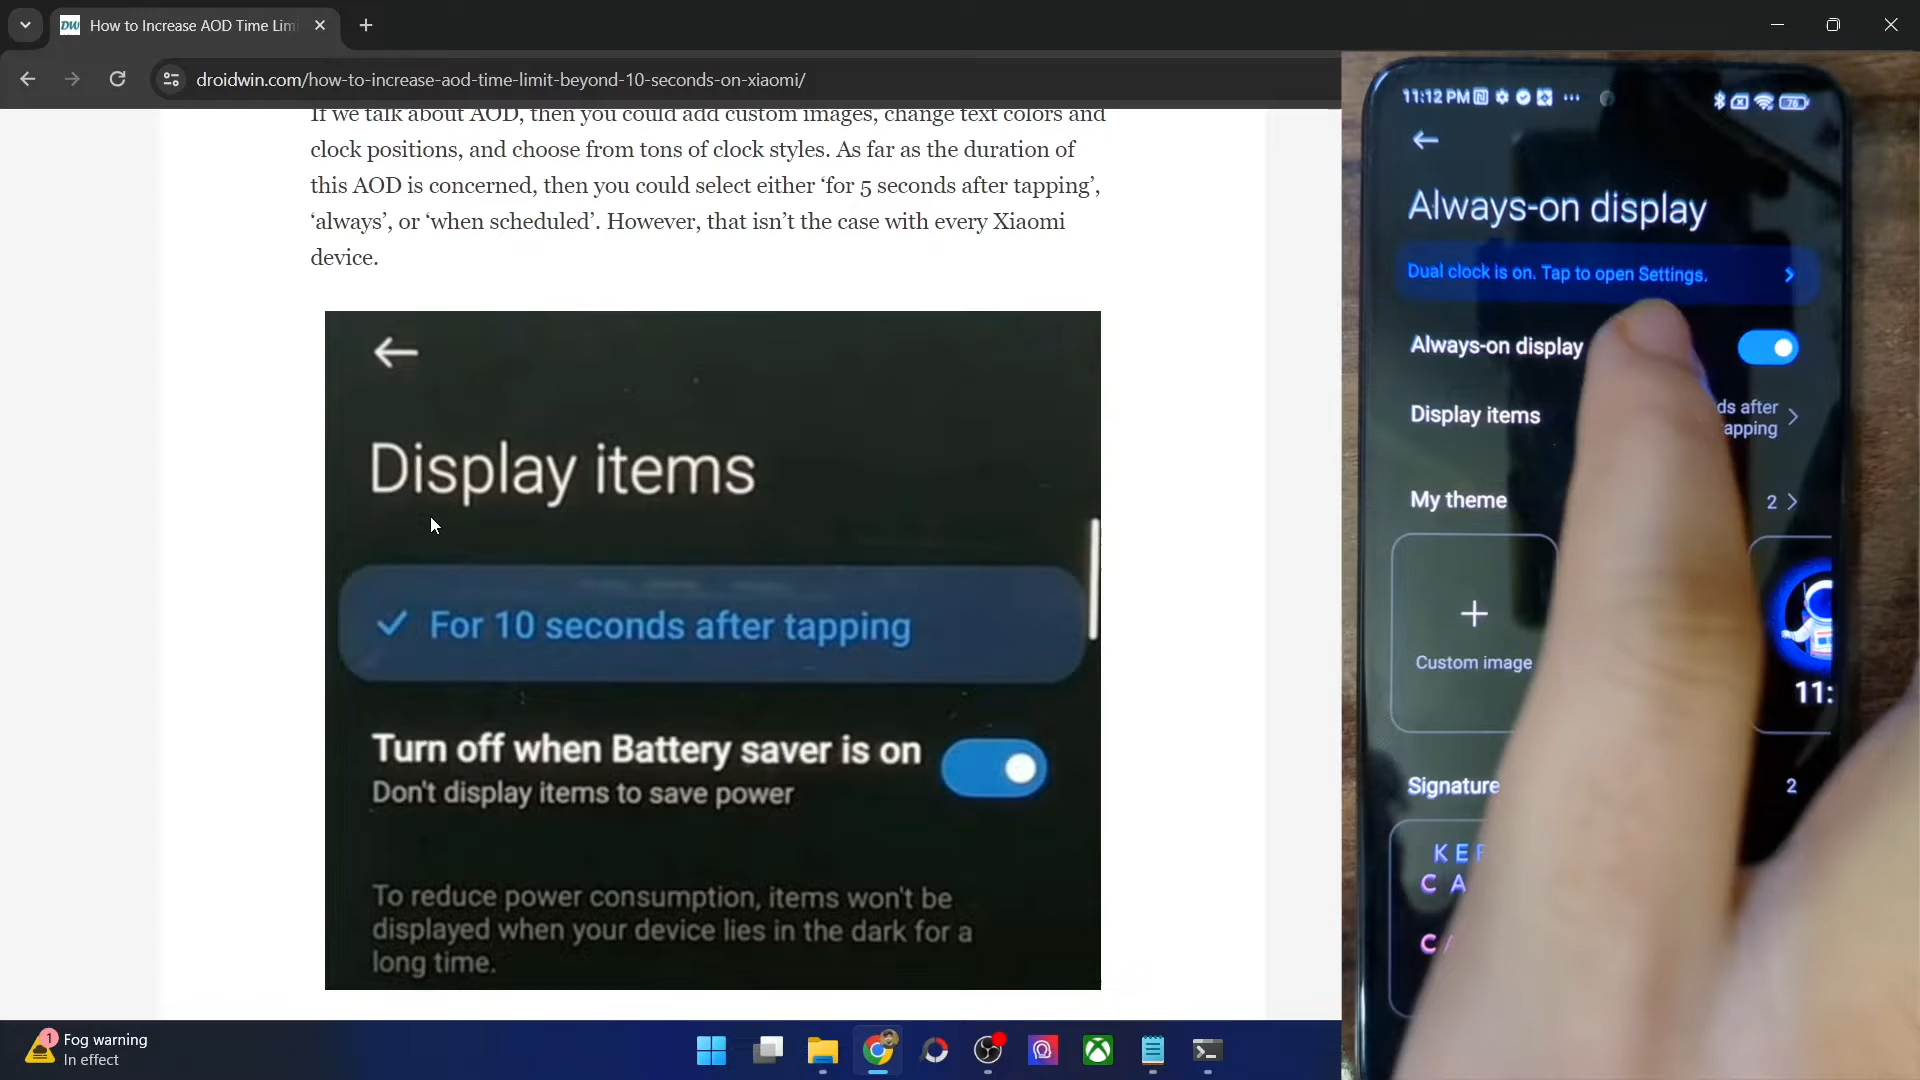 DW How to Increase AOD Time Lim
droidwin.com/how-to-increase-aod-time-limit-beyond-10-seconds-on-xiaomi/
If we talk about AOD, then you could add custom images, change text colors and
clock positions, and choose from tons of clock styles. As far as the duration of
this AOD is concerned, then you could select either ‘for 5 seconds after tapping’,
‘always’, or ‘when scheduled’. However, that isn’t the case with every Xiaomi
device.
Display items
For 10 seconds after tapping
Turn off when Battery saver is on
Don't display items to save power
To reduce power consumption, items won't be
displayed when your device lies in the dark for a
long time.
1 Fog warning
In effect
11:12 PM
76
Always-on display
Dual clock is on. Tap to open Settings.
Always-on display
Display items
ds after
apping
My theme
2
Custom image
11:
Signature
2
KE
CA
C